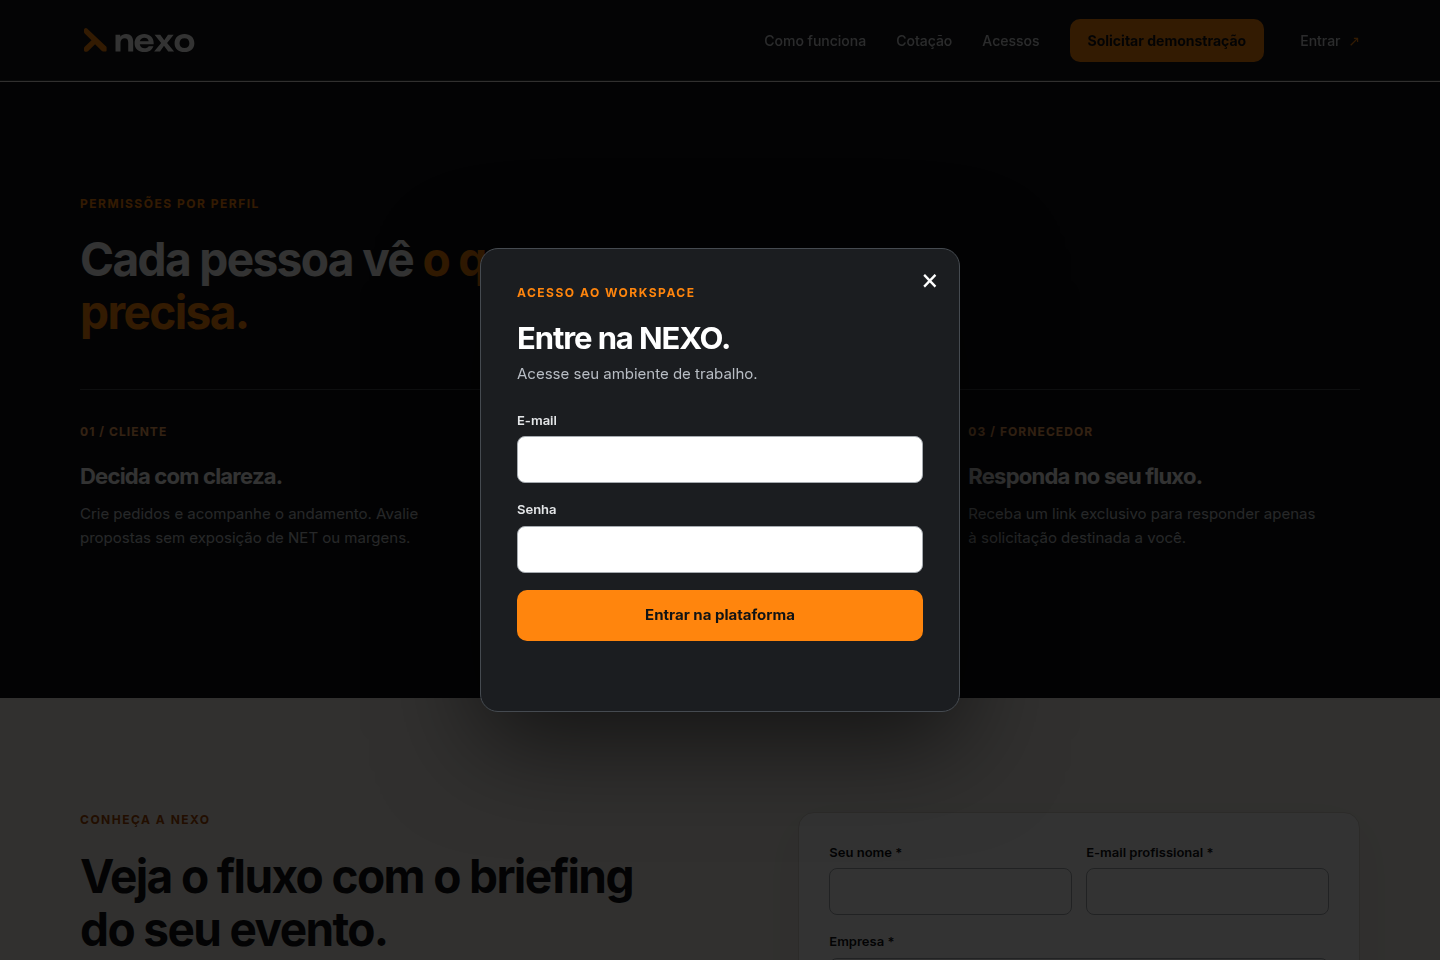 nexo
Como funciona
Cotação
Acessos
Solicitar demonstração
Entrar ↗
PERMISSÕES POR PERFIL
Cada pessoa vê o q
precisa.
01 / CLIENTE
Decida com clareza.
Crie pedidos e acompanhe o andamento. Avalie
propostas sem exposição de NET ou margens.
ACESSO AO WORKSPACE
Entre na NEXO.
Acesse seu ambiente de trabalho.
E-mail
Senha
Entrar na plataforma
03 / FORNECEDOR
Responda no seu fluxo.
Receba um link exclusivo para responder apenas
à solicitação destinada a você.
CONHEÇA A NEXO
Veja o fluxo com o briefing
do seu evento.
Seu nome *
E-mail profissional *
Empresa *